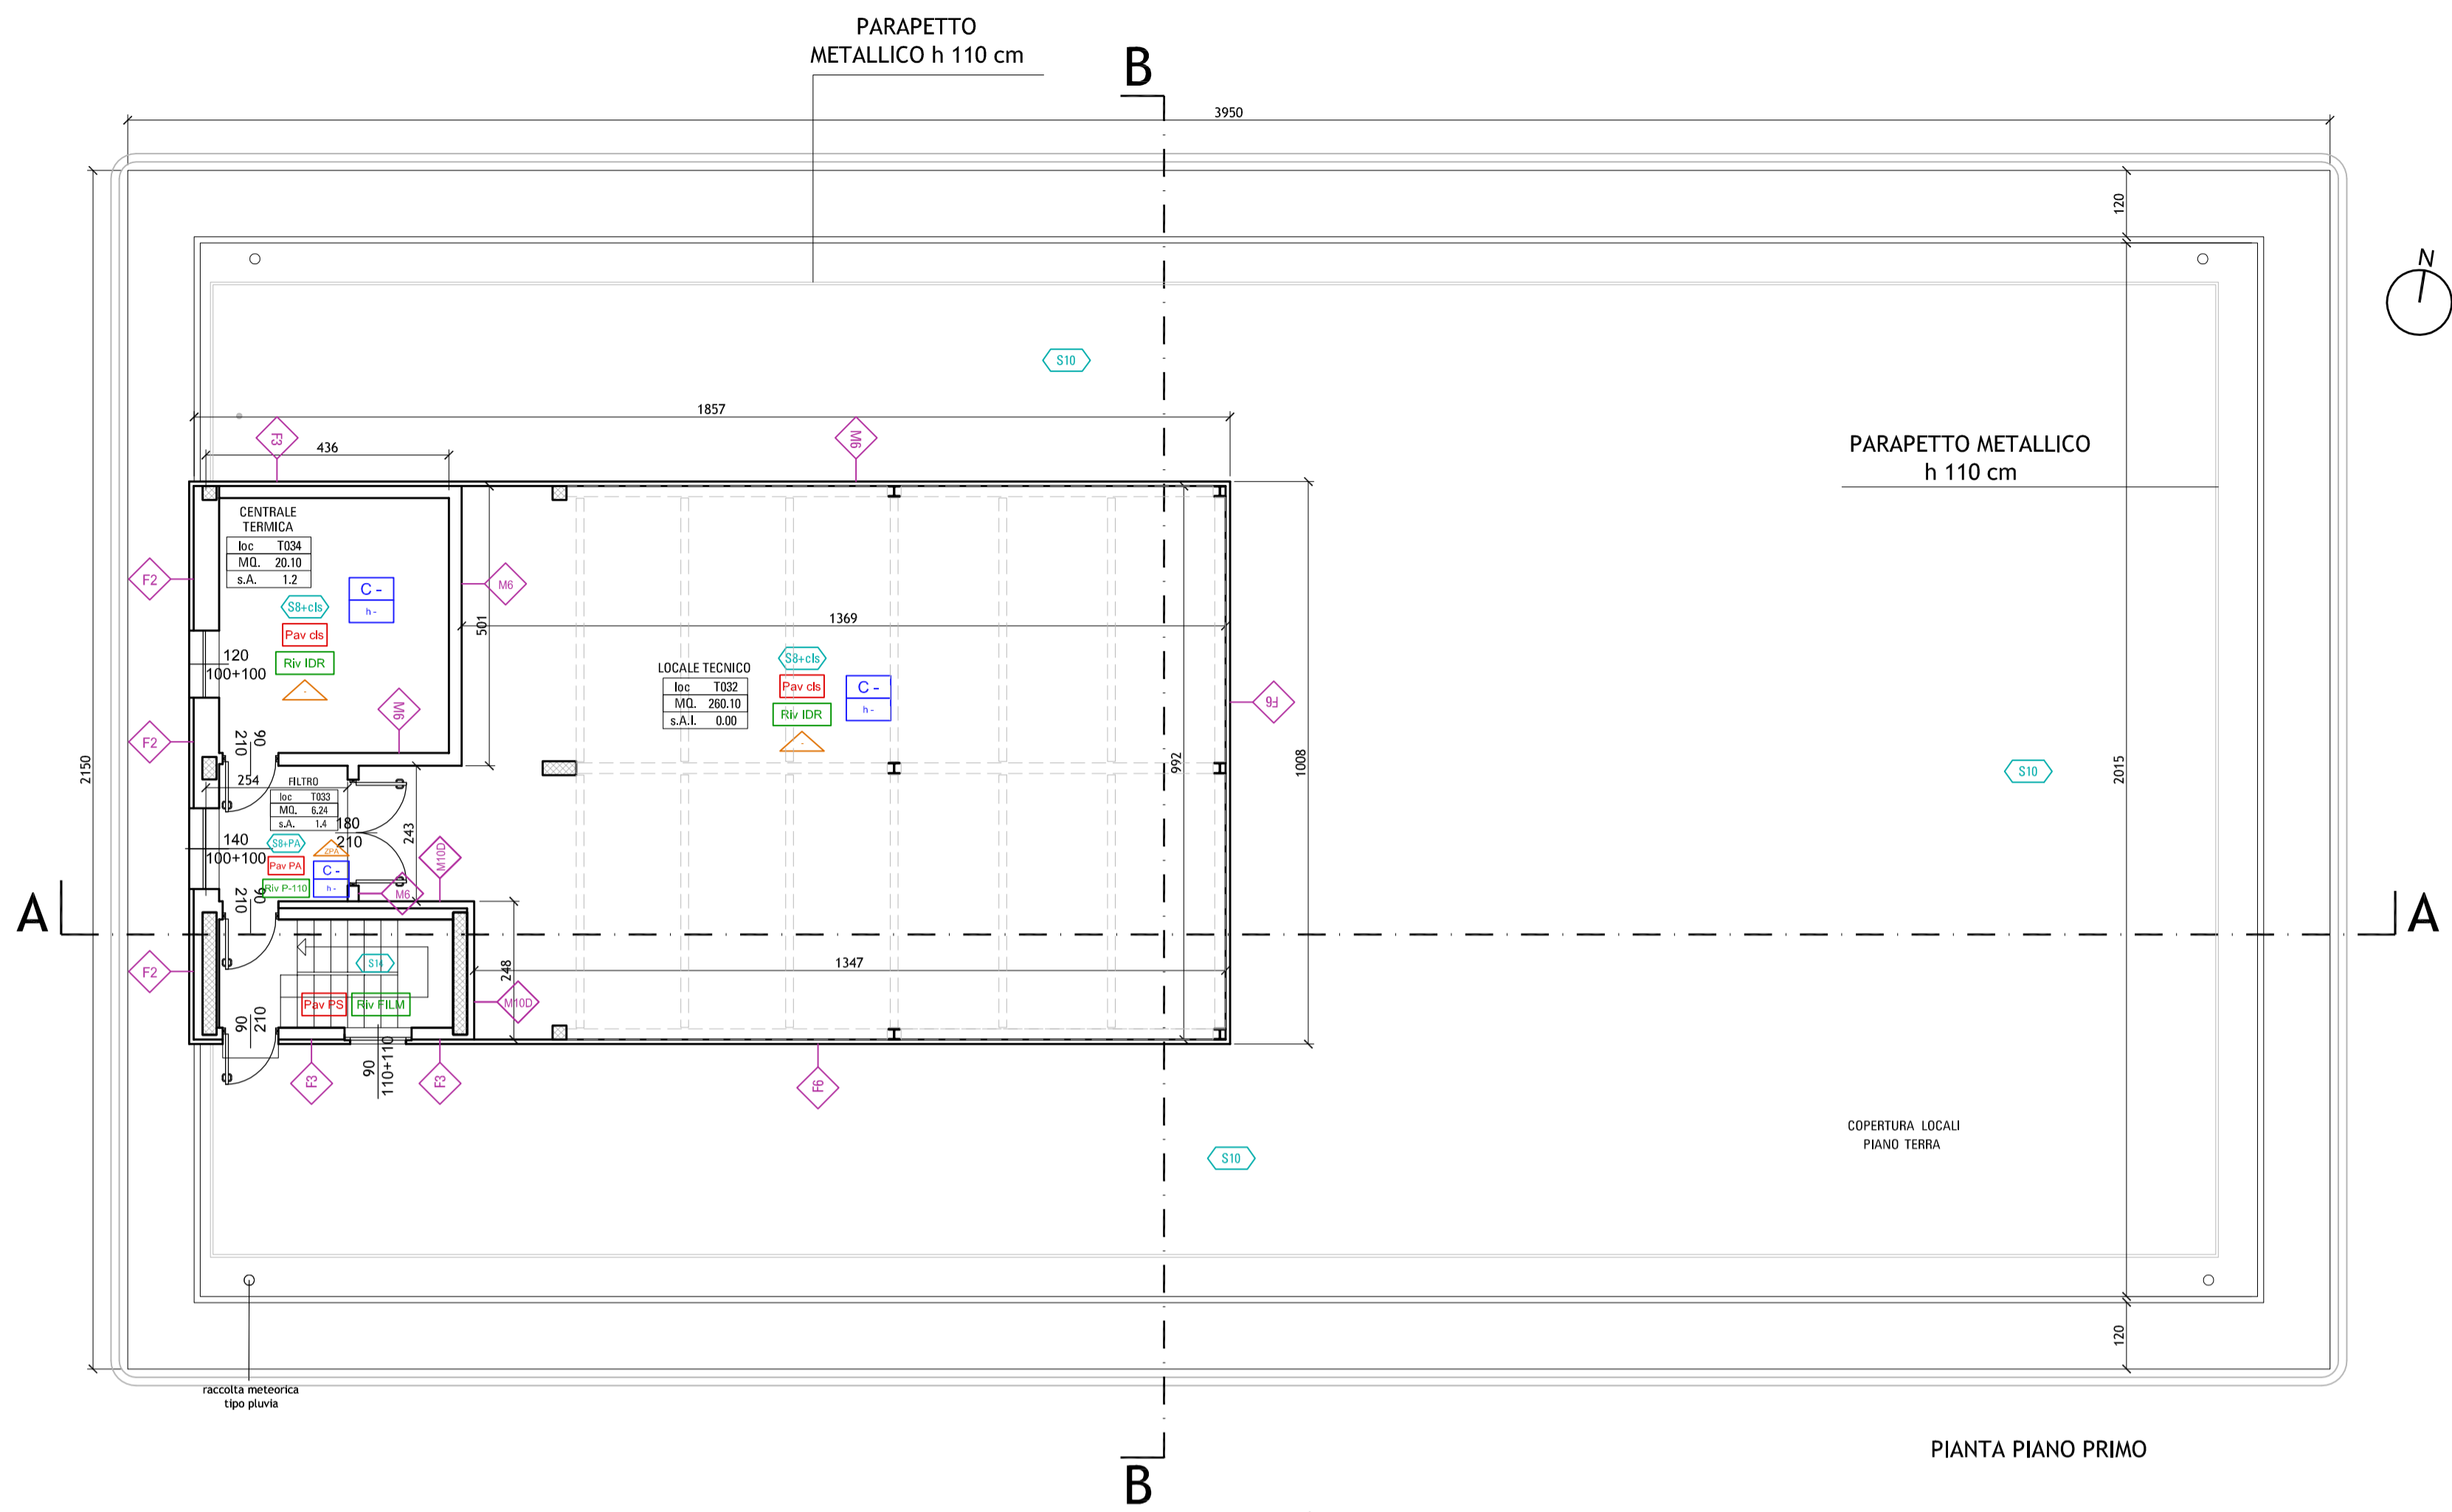 PARAPETTO
METALLICO h 110 cm
B
3950
120
N
S10
1857
F3
M6
436
PARAPETTO METALLICO
h 110 cm
CENTRALE
TERMICA
loc T034
MQ. 20.10
s.A. 1.2
C -
h -
F2
S8+cls
Pav cls
Riv IDR
-
M6
501
1369
120
100+100
M6
LOCALE TECNICO
loc T032
MQ. 260.10
s.A.I. 0.00
S8+cls
Pav cls
Riv IDR
-
C -
h -
F6
F2
90
210
2150
992
1008
2015
S10
254
FILTRO
loc T033
MQ. 6.24
s.A. 1.4
180
210
243
140
100+100
S8+PA
Pav PA
Riv P-110
ZPA
C -
h -
M10D
M6
90
210
A
A
F2
S14
248
1347
Pav PS
Riv FILM
M10D
90
210
90
110+110
F3
F3
F6
COPERTURA LOCALI
PIANO TERRA
S10
120
raccolta meteorica
tipo pluvia
PIANTA PIANO PRIMO
B